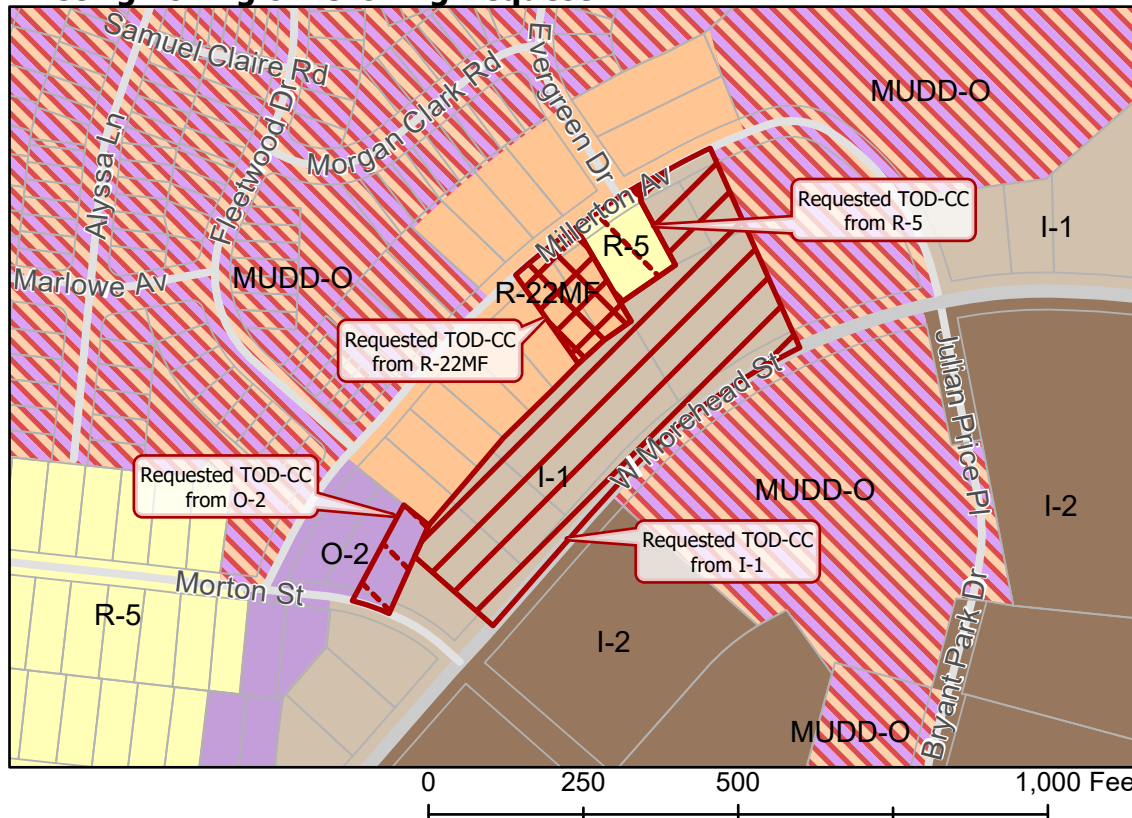 Samuel Claire Rd
Evergreen Dr
MUDD-O
Alyssa Ln
Fleetwood Dr
Morgan Clark Rd
Millerton Av
Requested TOD-CC
from R-5
I-1
R-5
Marlowe Av
MUDD-O
R-22MF
Requested TOD-CC
from R-22MF
W Morehead St
Julian Price Pl
Requested TOD-CC
from O-2
I-1
MUDD-O
I-2
O-2
Requested TOD-CC
from I-1
Morton St
R-5
I-2
Bryant Park Dr
MUDD-O
0 250 500 1,000 Fee